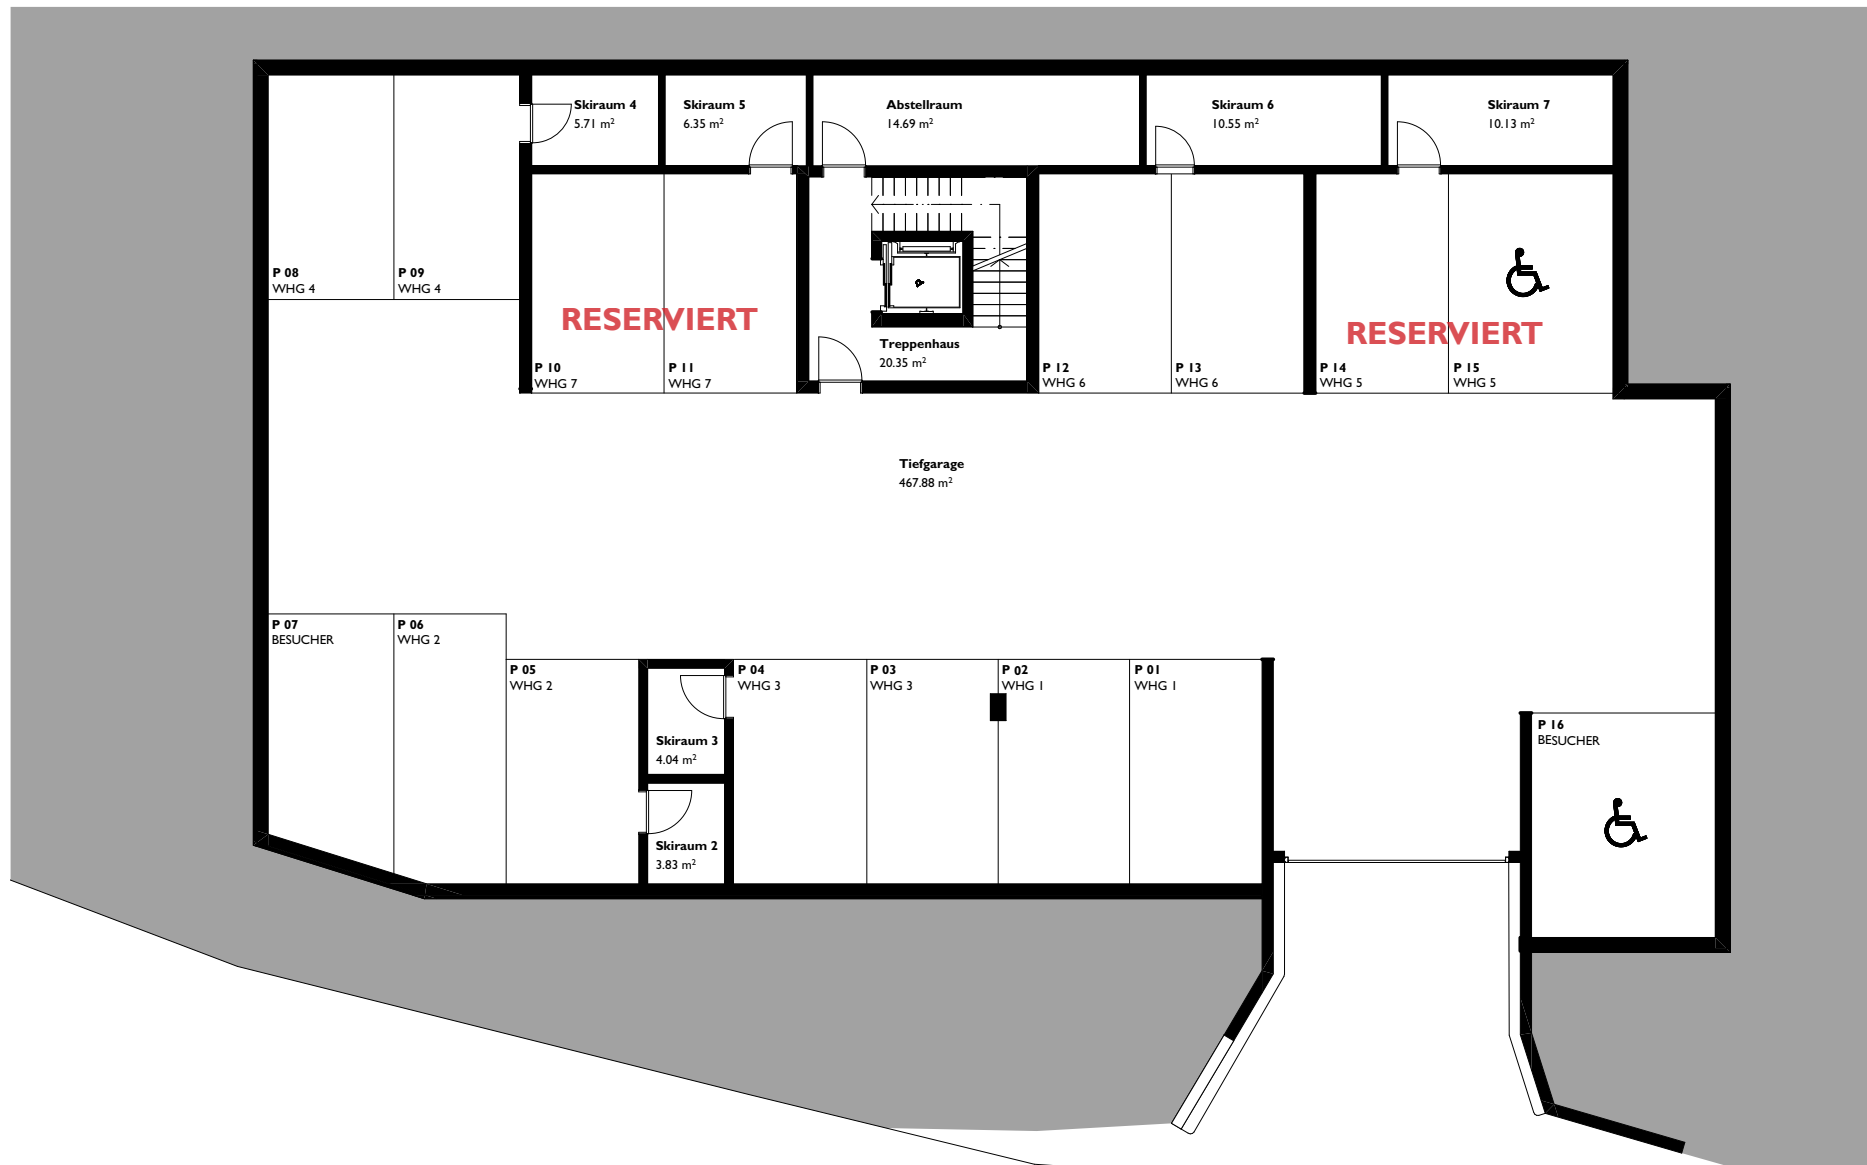 Skiraum 4
5.71 m²
Skiraum 5
6.35 m²
Abstellraum
14.69 m²
Skiraum 6
10.55 m²
Skiraum 7
10.13 m²
P 08
WHG 4
P 09
WHG 4
RESERVIERT
P 10
WHG 7
P 11
WHG 7
Treppenhaus
20.35 m²
P 12
WHG 6
P 13
WHG 6
RESERVIERT
P 14
WHG 5
P 15
WHG 5
Tiefgarage
467.88 m²
P 07
BESUCHER
P 06
WHG 2
P 05
WHG 2
Skiraum 3
4.04 m²
Skiraum 2
3.83 m²
P 04
WHG 3
P 03
WHG 3
P 02
WHG 1
P 01
WHG 1
P 16
BESUCHER